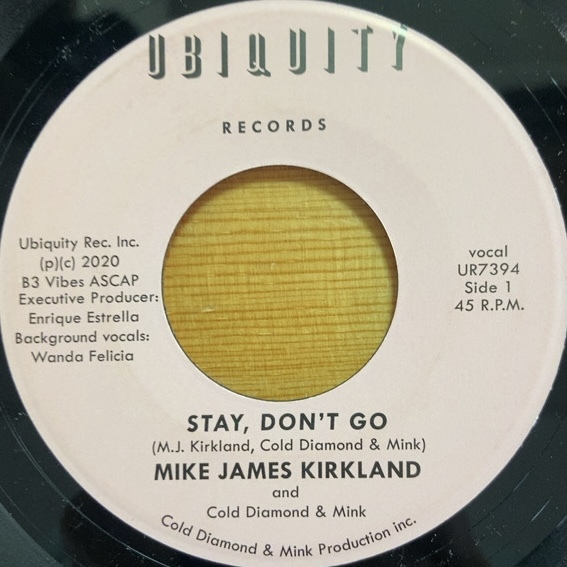 UBIQUITY
RECORDS
Ubiquity Rec. Inc.
(p)(c) 2020
B3 Vibes ASCAP
Executive Producer:
Enrique Estrella
Background vocals:
Wanda Felicia
vocal
UR7394
Side 1
45 R.P.M.
STAY, DON'T GO
(M.J. Kirkland, Cold Diamond & Mink)
MIKE JAMES KIRKLAND
and
Cold Diamond & Mink
Cold Diamond & Mink Production inc.